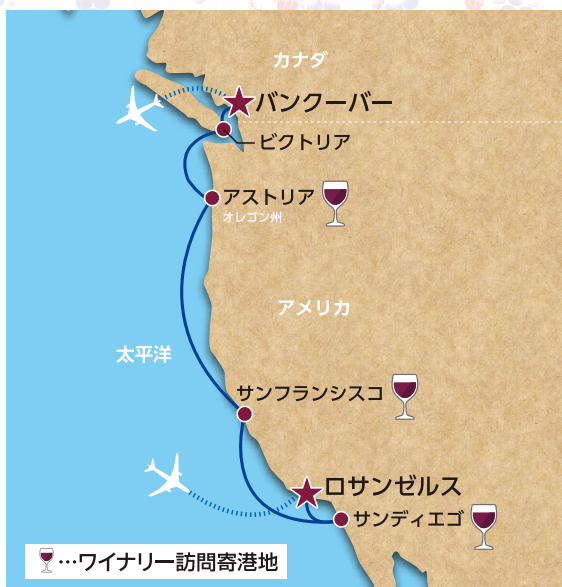 カナダ
バンクーバー
ビクトリア
アストリア
オレゴン州
アメリカ
太平洋
サンフランシスコ
ロサンゼルス
サンディエゴ
…ワイナリー訪問寄港地